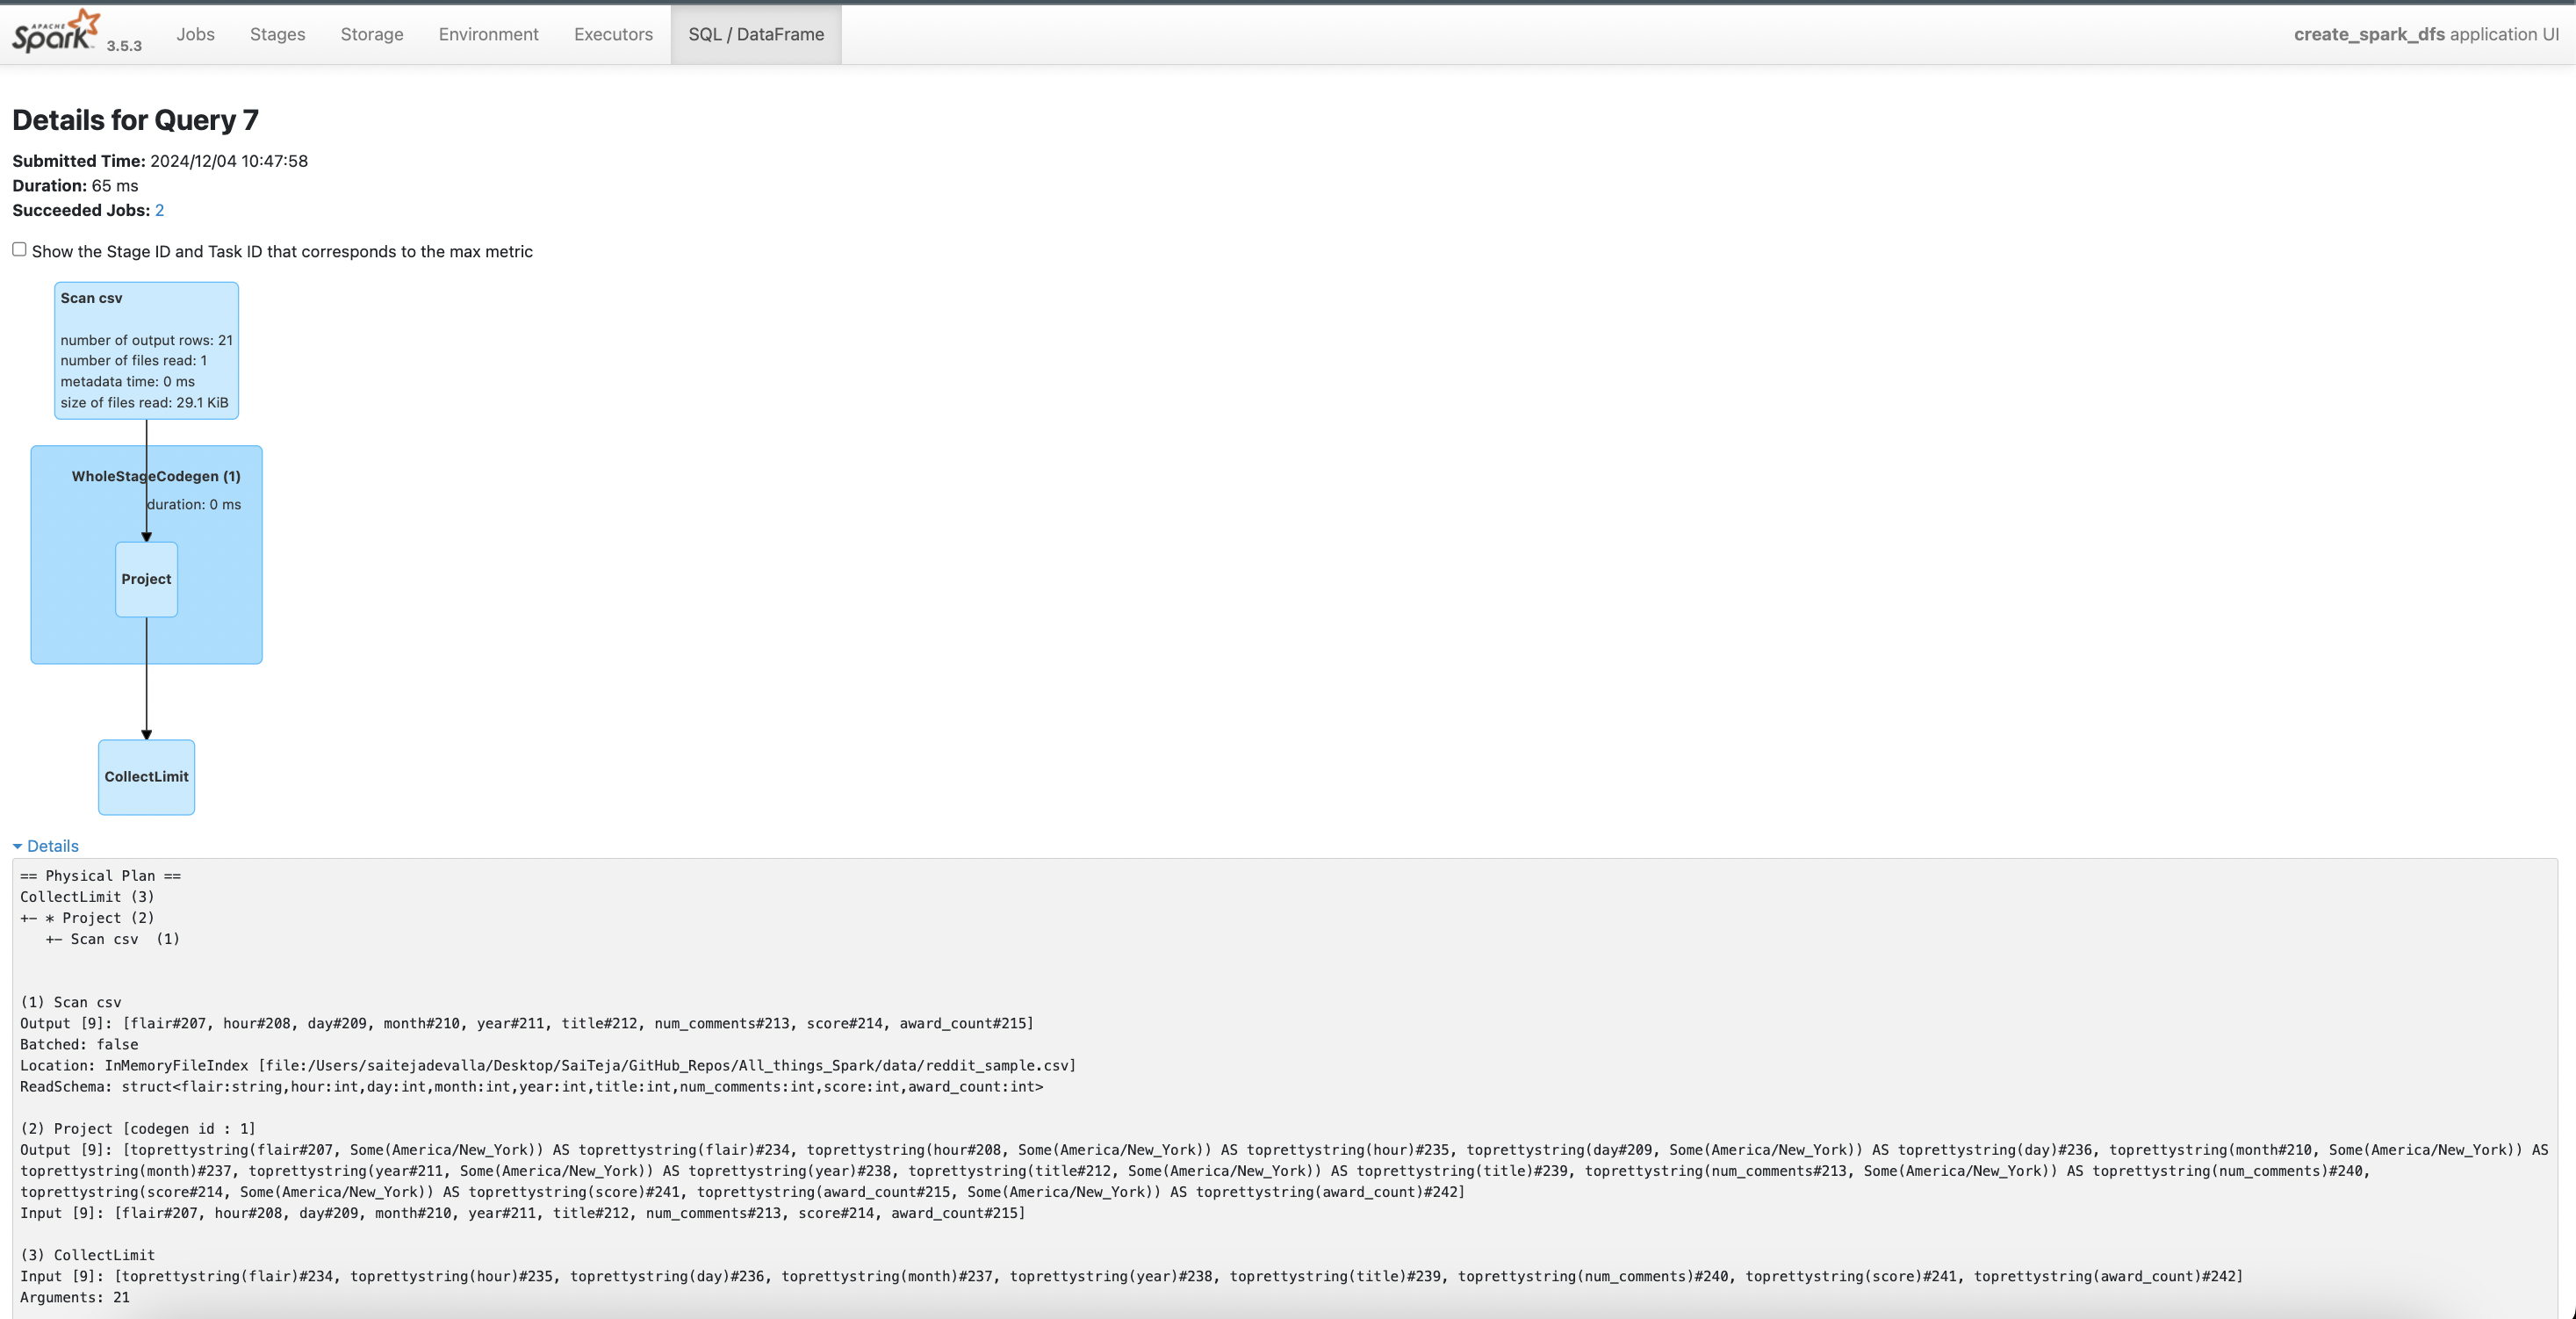 APACHE
Spark 3.5.3 Jobs Stages Storage Environment Executors SQL / DataFrame create_spark_dfs application UI
Details for Query 7
Submitted Time: 2024/12/04 10:47:58
Duration: 65 ms
Succeeded Jobs: 2
Show the Stage ID and Task ID that corresponds to the max metric
Scan csv
number of output rows: 21
number of files read: 1
metadata time: 0 ms
size of files read: 29.1 KiB
WholeStageCodegen (1)
duration: 0 ms
Project
CollectLimit
Details
== Physical Plan ==
CollectLimit (3)
+- * Project (2)
   +- Scan csv  (1)
(1) Scan csv
Output [9]: [flair#207, hour#208, day#209, month#210, year#211, title#212, num_comments#213, score#214, award_count#215]
Batched: false
Location: InMemoryFileIndex [file:/Users/saitejadevalla/Desktop/SaiTeja/GitHub_Repos/All_things_Spark/data/reddit_sample.csv]
ReadSchema: struct<flair:string,hour:int,day:int,month:int,year:int,title:int,num_comments:int,score:int,award_count:int>
(2) Project [codegen id : 1]
Output [9]: [toprettystring(flair#207, Some(America/New_York)) AS toprettystring(flair)#234, toprettystring(hour#208, Some(America/New_York)) AS toprettystring(hour)#235, toprettystring(day#209, Some(America/New_York)) AS toprettystring(day)#236, toprettystring(month#210, Some(America/New_York)) AS
toprettystring(month)#237, toprettystring(year#211, Some(America/New_York)) AS toprettystring(year)#238, toprettystring(title#212, Some(America/New_York)) AS toprettystring(title)#239, toprettystring(num_comments#213, Some(America/New_York)) AS toprettystring(num_comments)#240,
toprettystring(score#214, Some(America/New_York)) AS toprettystring(score)#241, toprettystring(award_count#215, Some(America/New_York)) AS toprettystring(award_count)#242]
Input [9]: [flair#207, hour#208, day#209, month#210, year#211, title#212, num_comments#213, score#214, award_count#215]
(3) CollectLimit
Input [9]: [toprettystring(flair)#234, toprettystring(hour)#235, toprettystring(day)#236, toprettystring(month)#237, toprettystring(year)#238, toprettystring(title)#239, toprettystring(num_comments)#240, toprettystring(score)#241, toprettystring(award_count)#242]
Arguments: 21